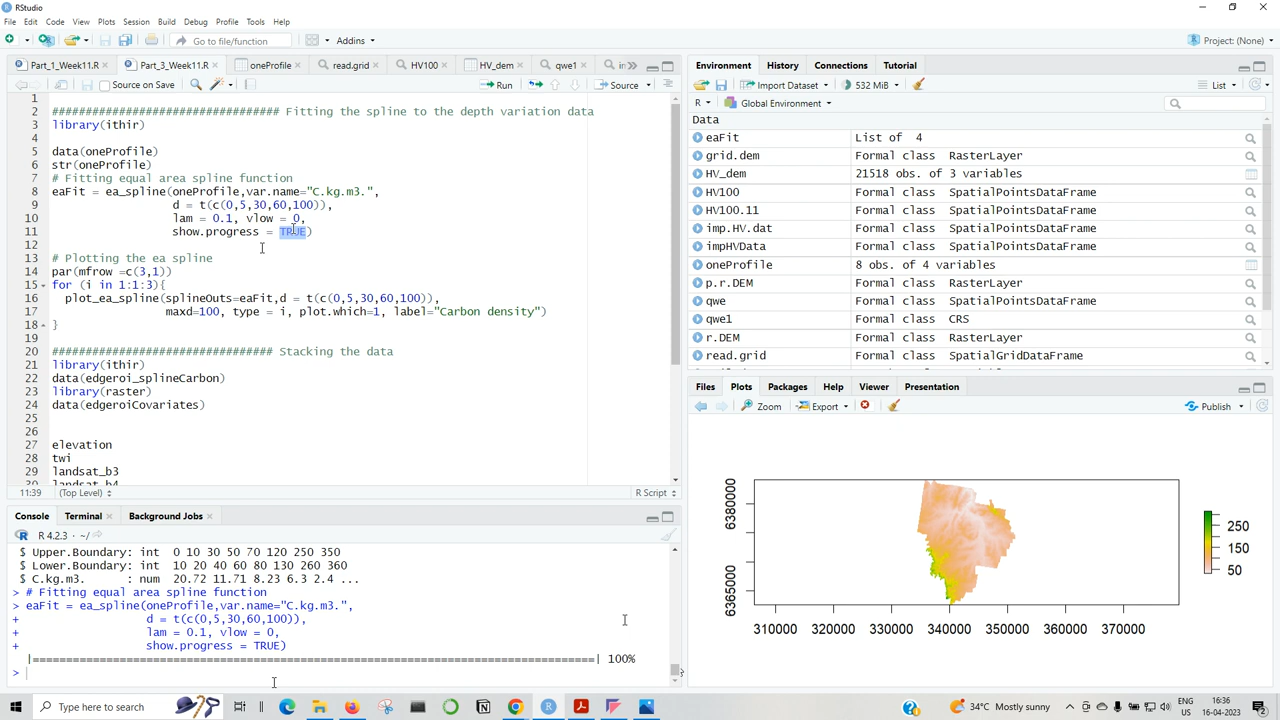 RStudio
File Edit Code View Plots Session Build Debug Profile Tools Help
Go to file/function
Addins
Project: (None)
Part_1_Week11.R
Part_3_Week11.R
oneProfile
read.grid
HV100
HV_dem
qwe1
Source on Save
Run
Source
1
2 ############################## Fitting the spline to the depth variation data
3 library(ithir)
4
5 data(oneProfile)
6 str(oneProfile)
7 # Fitting equal area spline function
8 eaFit = ea_spline(oneProfile,var.name="C.kg.m3.",
9 d = t(c(0,5,30,60,100)),
10 lam = 0.1, vlow = 0,
11 show.progress = TRUE)
12
13 # Plotting the ea spline
14 par(mfrow =c(3,1))
15 for (i in 1:1:3){
16 plot_ea_spline(splineOuts=eaFit,d = t(c(0,5,30,60,100)),
17 maxd=100, type = i, plot.which=1, label="Carbon density")
18 }
19
20 ############################# Stacking the data
21 library(ithir)
22 data(edgeroi_splineCarbon)
23 library(raster)
24 data(edgeroiCovariates)
25
26
27 elevation
28 twi
29 landsat_b3
30 landsat_b4
11:39 (Top Level) R Script
Console Terminal Background Jobs
R 4.2.3 · ~/
$ Upper.Boundary: int 0 10 30 50 70 120 250 350
$ Lower.Boundary: int 10 20 40 60 80 130 260 360
$ C.kg.m3. : num 20.72 11.71 8.23 6.3 2.4 ...
> # Fitting equal area spline function
> eaFit = ea_spline(oneProfile,var.name="C.kg.m3.",
+ d = t(c(0,5,30,60,100)),
+ lam = 0.1, vlow = 0,
+ show.progress = TRUE)
|=====================================================================================| 100%
>
Environment History Connections Tutorial
Import Dataset 532 MiB List
R Global Environment
Data
eaFit List of 4
grid.dem Formal class RasterLayer
HV_dem 21518 obs. of 3 variables
HV100 Formal class SpatialPointsDataFrame
HV100.11 Formal class SpatialPointsDataFrame
imp.HV.dat Formal class SpatialPointsDataFrame
impHVData Formal class SpatialPointsDataFrame
oneProfile 8 obs. of 4 variables
p.r.DEM Formal class RasterLayer
qwe Formal class SpatialPointsDataFrame
qwe1 Formal class CRS
r.DEM Formal class RasterLayer
read.grid Formal class SpatialGridDataFrame
Files Plots Packages Help Viewer Presentation
Zoom Export Publish
6380000
6365000
310000 320000 330000 340000 350000 360000 370000
250
150
50
Type here to search
34°C Mostly sunny
ENG
US
16:36
16-04-2023